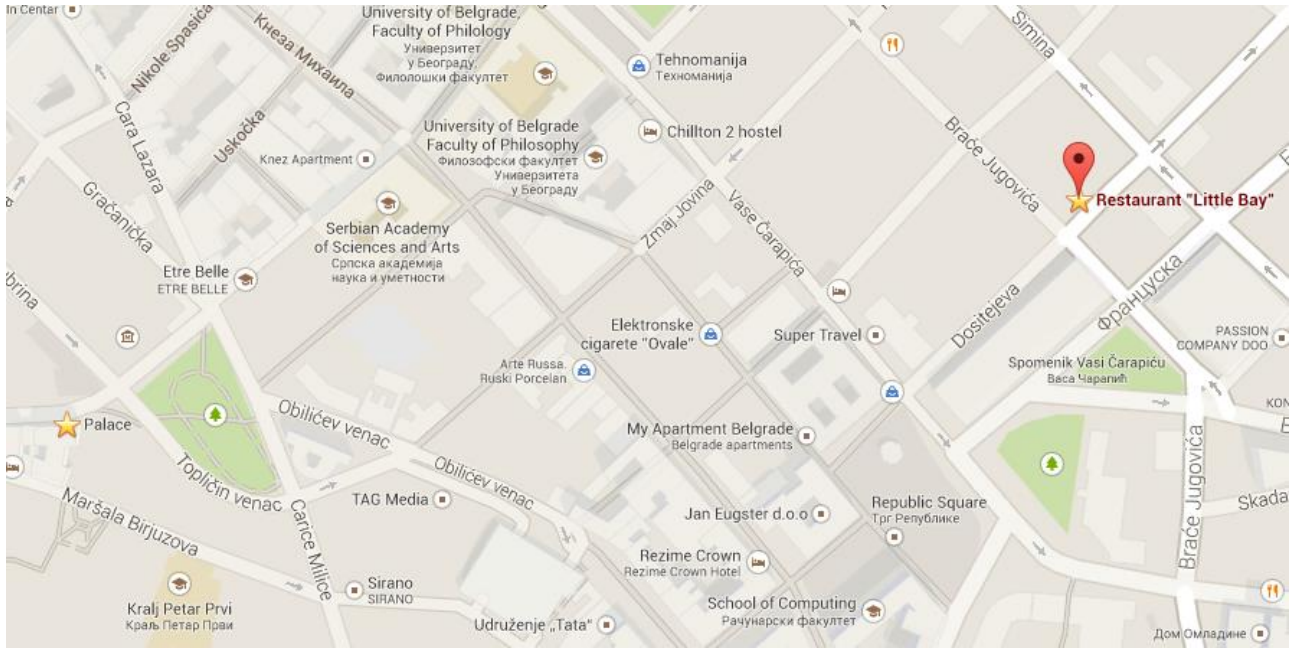 In Centar
Nikole Spasića
Кнеза Михаила
University of Belgrade,
Faculty of Philology
Универзитет
у Београду,
Филолошки факултет
Tehnomanija
Техноманија
Simina
Cara Lazara
Uskočka
Knez Apartment
University of Belgrade
Faculty of Philosophy
Филозофски факултет
Универзитета
у Београду
Chillton 2 hostel
Braće Jugovića
Gračanička
Serbian Academy
of Sciences and Arts
Српска академија
наука и уметности
Zmaj Jovina
Vase Čarapića
Restaurant "Little Bay"
Etre Belle
ETRE BELLE
brina
Elektronske
cigarete "Ovale"
Super Travel
Dositejeva
Француска
PASSION
COMPANY DOO
Arte Russa,
Ruski Porcelan
Spomenik Vasi Čarapiću
Васа Чарапић
KON
Palace
Obilićev venac
My Apartment Belgrade
Belgrade apartments
Topličin venac
Obilićev venac
TAG Media
Republic Square
Трг Републике
Braće Jugovića
Skada
Maršala Birjuzova
Carice Milice
Jan Eugster d.o.o
Rezime Crown
Rezime Crown Hotel
Sirano
SIRANO
Kralj Petar Prvi
Краљ Петар Први
Udruženje „Tata"
School of Computing
Рачунарски факултет
Дом Омладине